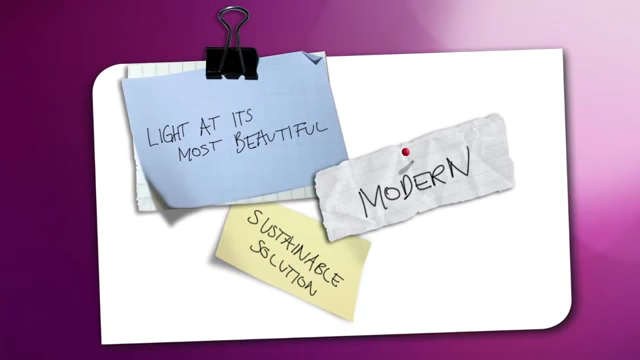 LIGHT AT ITS
MOST BEAUTIFUL
MODERN
SUSTAINABLE
SOLUTION